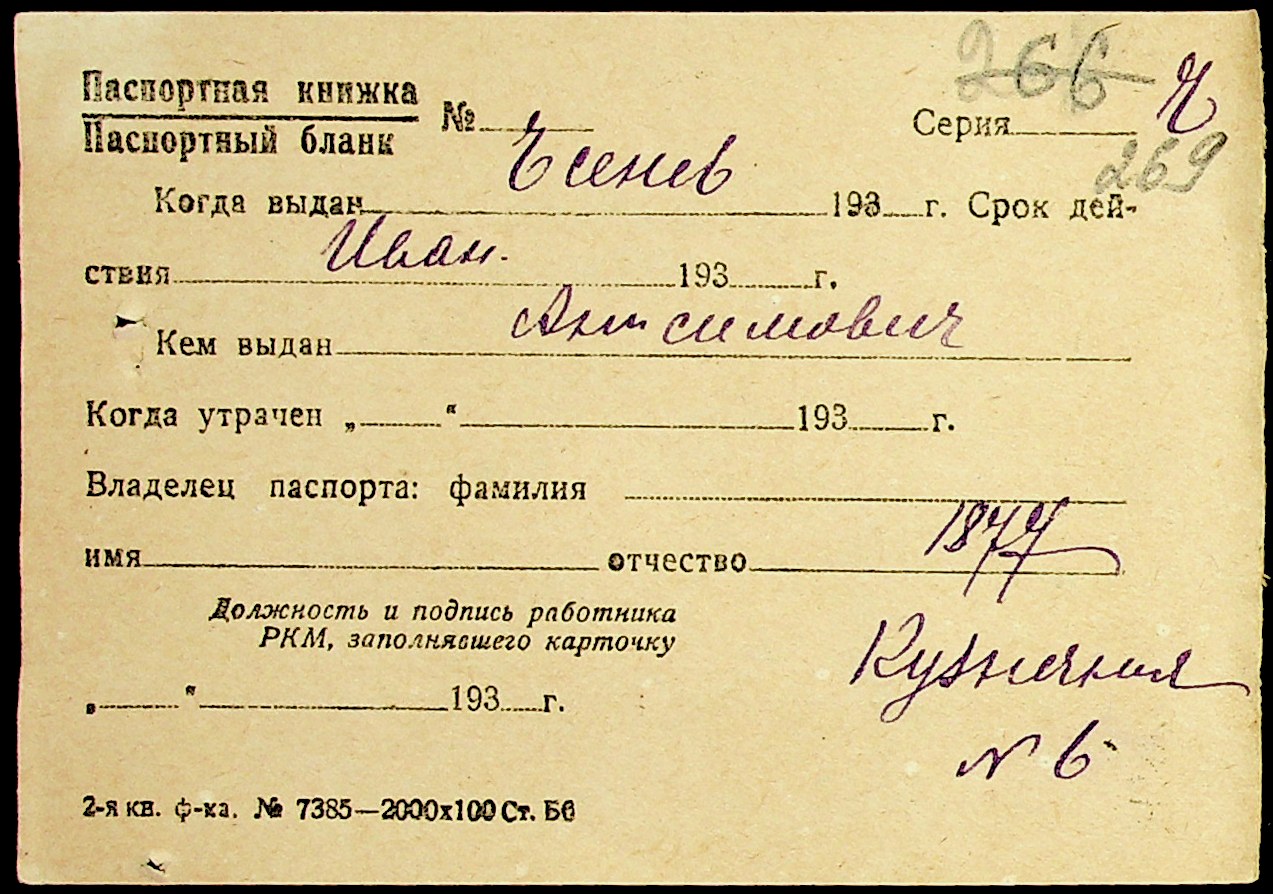 266
Паспортная книжка
Паспортный бланк
№ Серия Ч
269
Есенев
Когда выдан 193 г. Срок дей-
Иван
ствия 193 г.
Антсимович
Кем выдан
Когда утрачен „ “ 193 г.
Владелец паспорта: фамилия
1877
имя отчество
Должность и подпись работника
РКМ, заполнявшего карточку
Кузнечная
„ “ 193 г.
№ 6
2-я кв. ф-ка. № 7385—2000х100 Ст. Бб